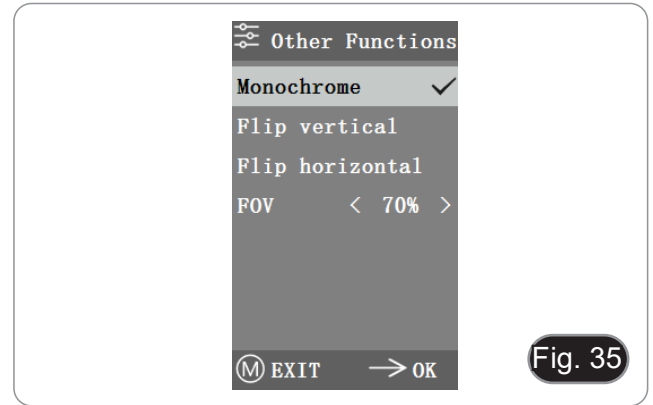 Other Functions
Monochrome
Flip vertical
Flip horizontal
FOV < 70% >
M EXIT → OK
Fig. 35